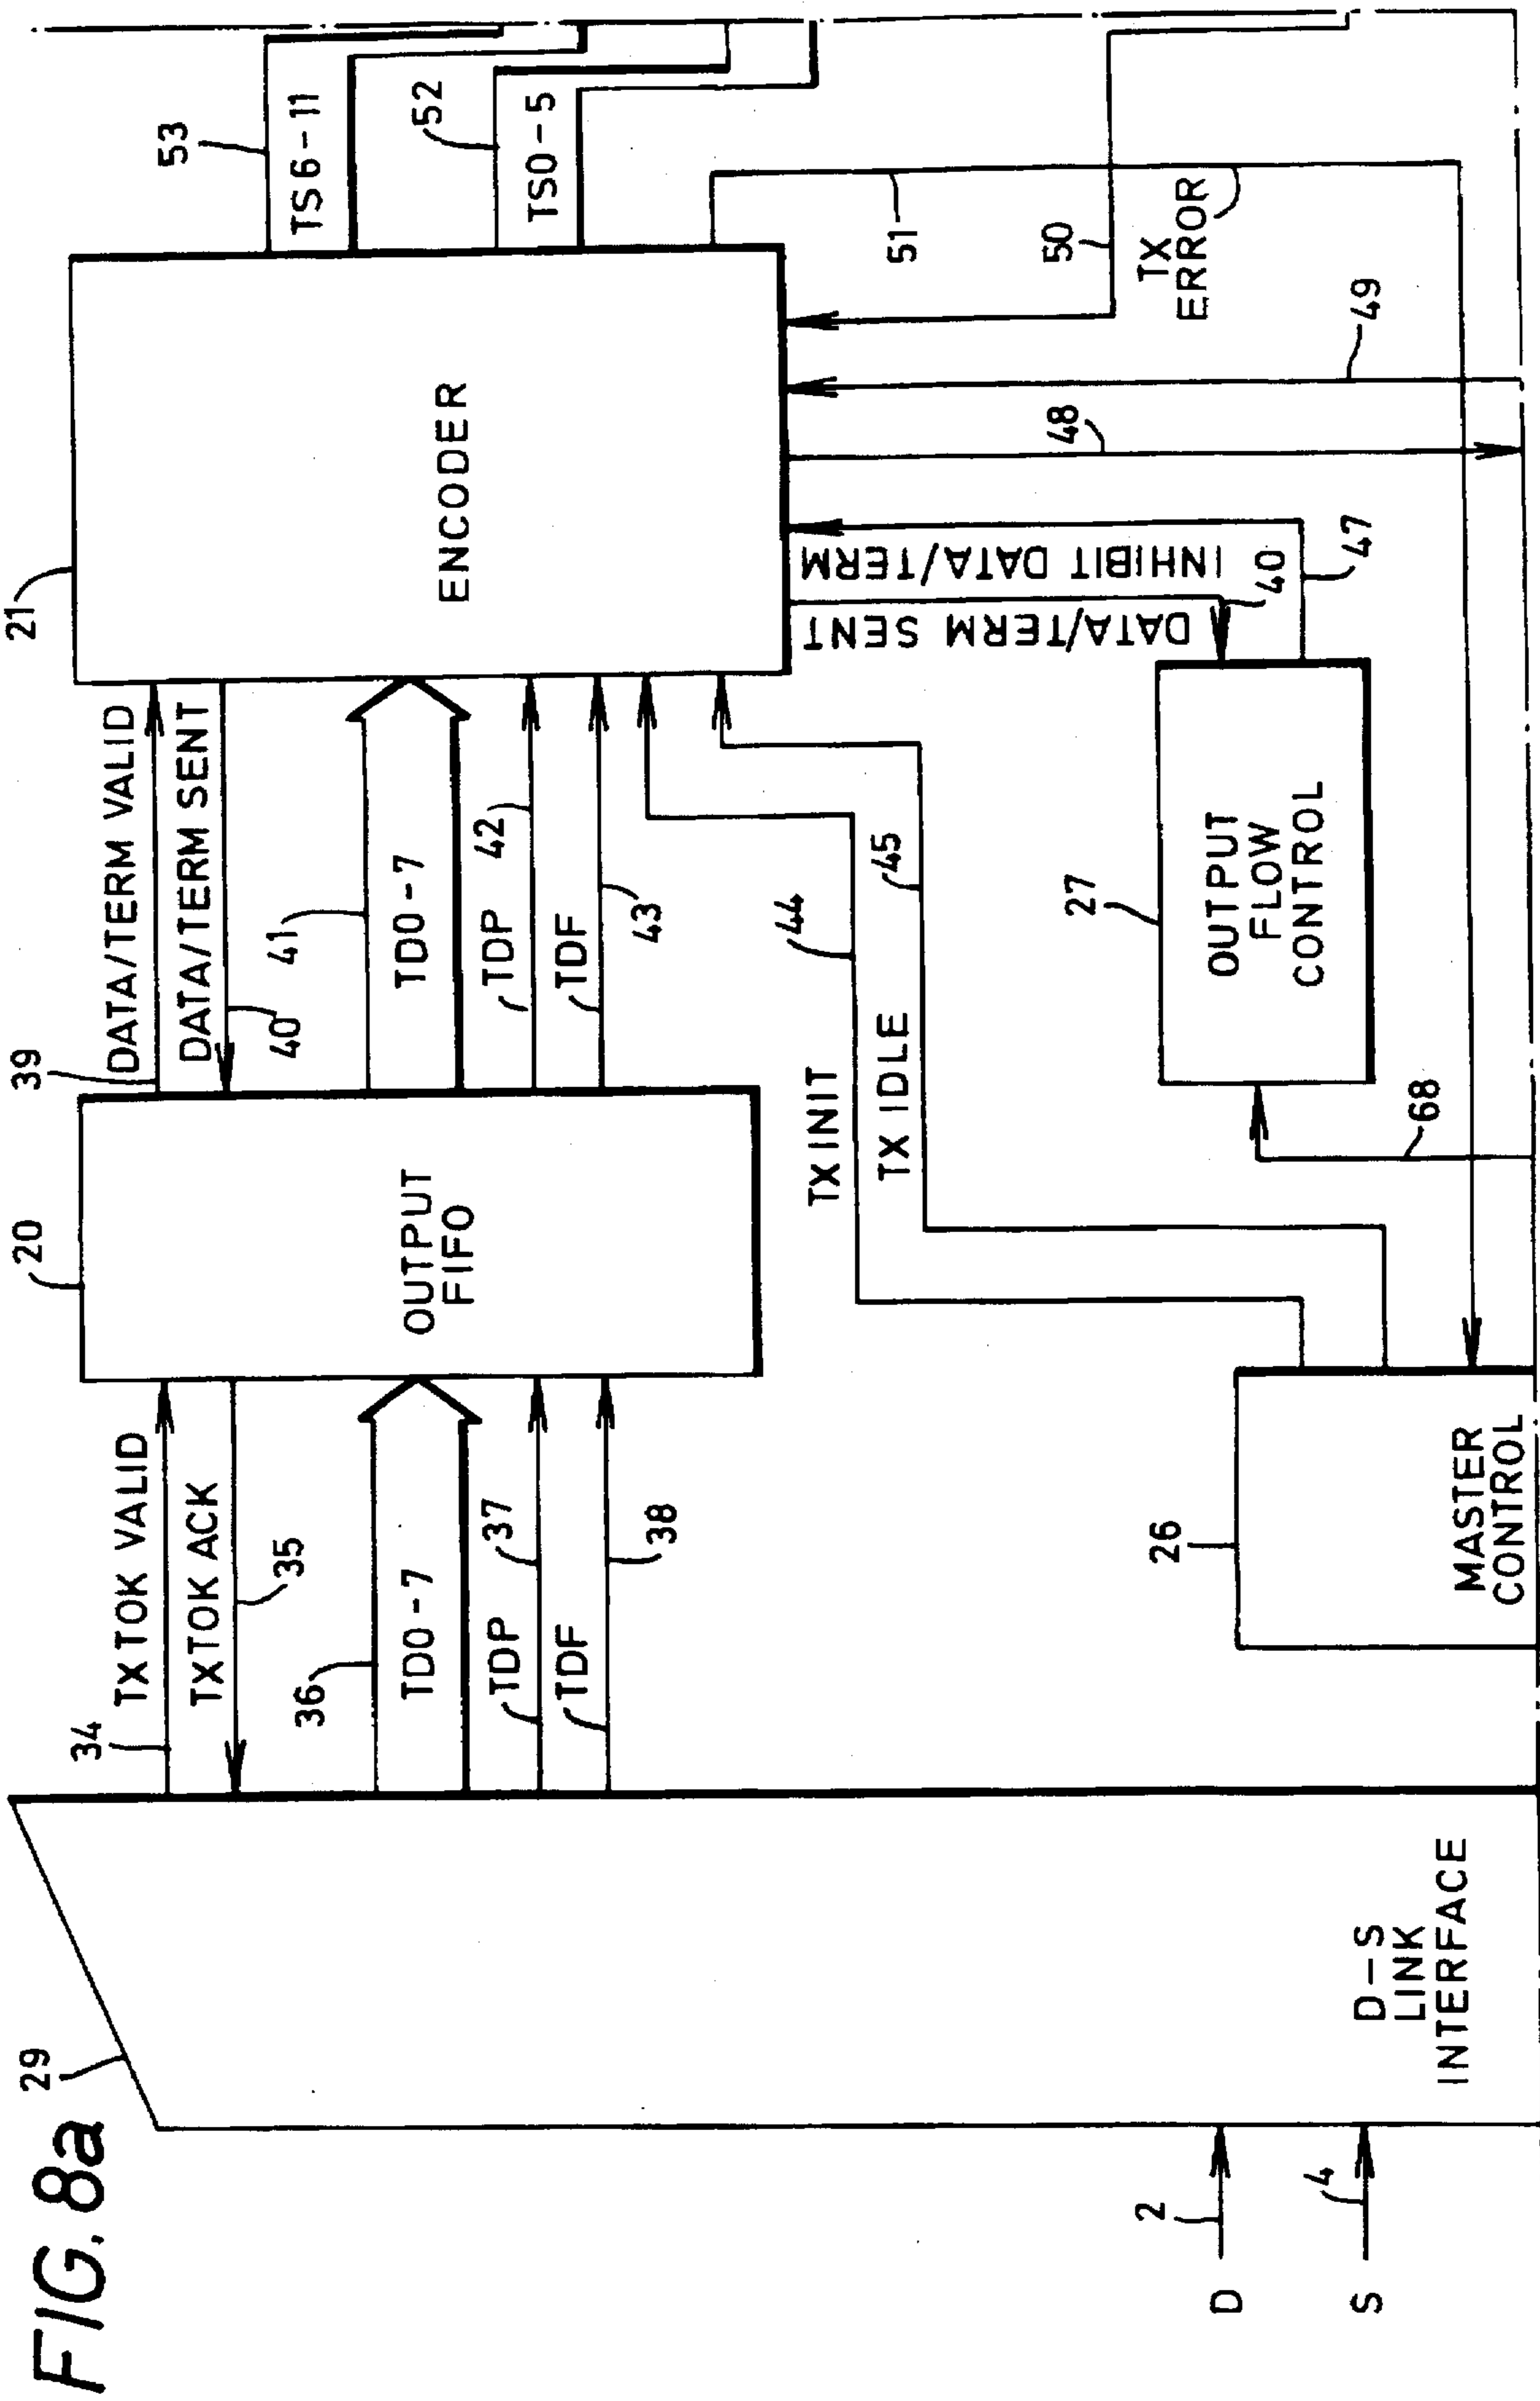 FIG. 8a
29
D-S
LINK
INTERFACE
D
2
S
4
34
TX TOK VALID
TX TOK ACK
35
36
TD0-7
TDP
37
TDF
38
20
OUTPUT
FIFO
39
DATA/TERM VALID
DATA/TERM SENT
40
41
TD0-7
TDP
42
TDF
43
TX INIT
44
TX IDLE
45
26
MASTER
CONTROL
68
27
OUTPUT
FLOW
CONTROL
21
ENCODER
DATA/TERM SENT
40
INHIBIT DATA/TERM
47
48
49
50
51
TX
ERROR
52
TS0-5
53
TS6-11